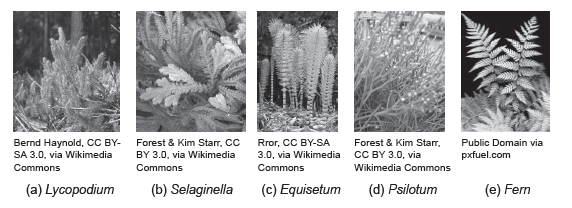 Bernd Haynold, CC BY-
SA 3.0, via Wikimedia
Commons
(a) Lycopodium
Forest & Kim Starr, CC
BY 3.0, via Wikimedia
Commons
(b) Selaginella
Rror, CC BY-SA
3.0, via Wikimedia
Commons
(c) Equisetum
Forest & Kim Starr,
CC BY 3.0, via
Wikimedia Commons
(d) Psilotum
Public Domain via
pxfuel.com
(e) Fern